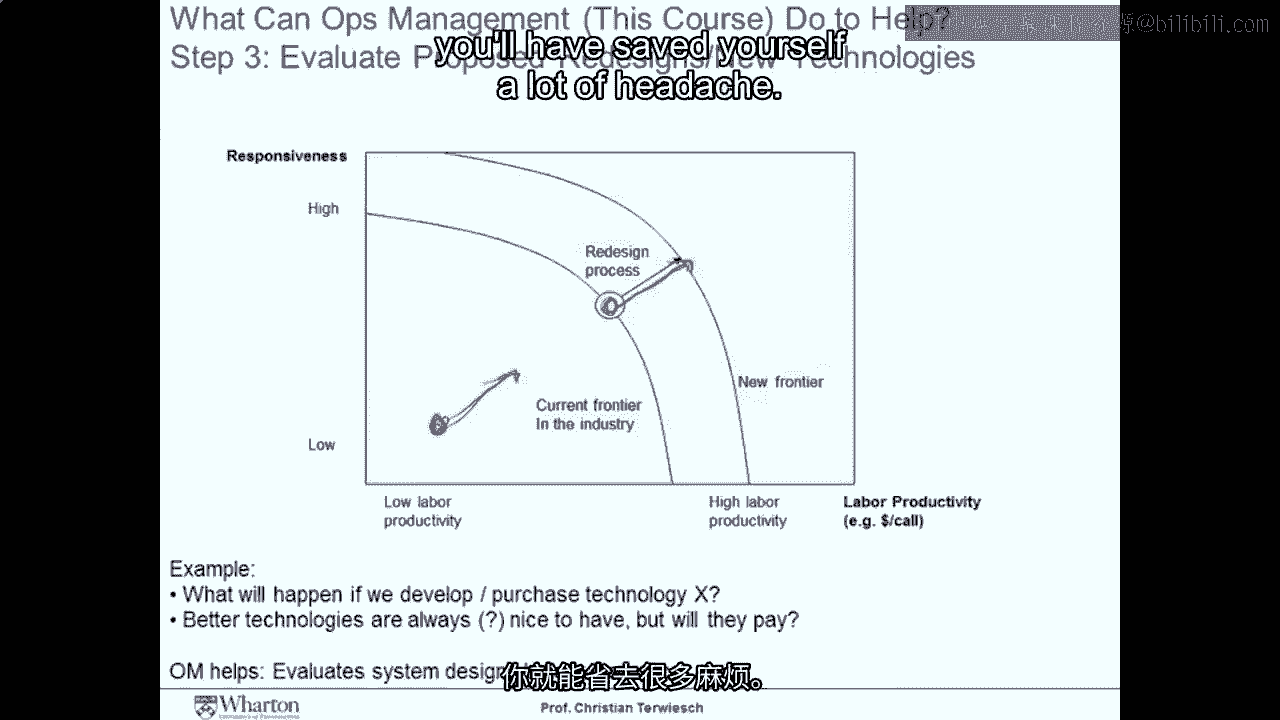 What Can Ops Management (This Course) Do to Help?
源@bilibili.com
Step 3: Evaluate Proposed Redesigns/New Technologies
you'll have saved yourself
a lot of headache.
Responsiveness
High
Redesign
process
New frontier
Current frontier
In the industry
Low
Low labor
productivity
High labor
productivity
Labor Productivity
(e.g. $/call)
Example:
• What will happen if we develop / purchase technology X?
• Better technologies are always (?) nice to have, but will they pay?
OM helps: Evaluates system design
你就能省去很多麻烦。
Wharton
Prof. Christian Terwiesch